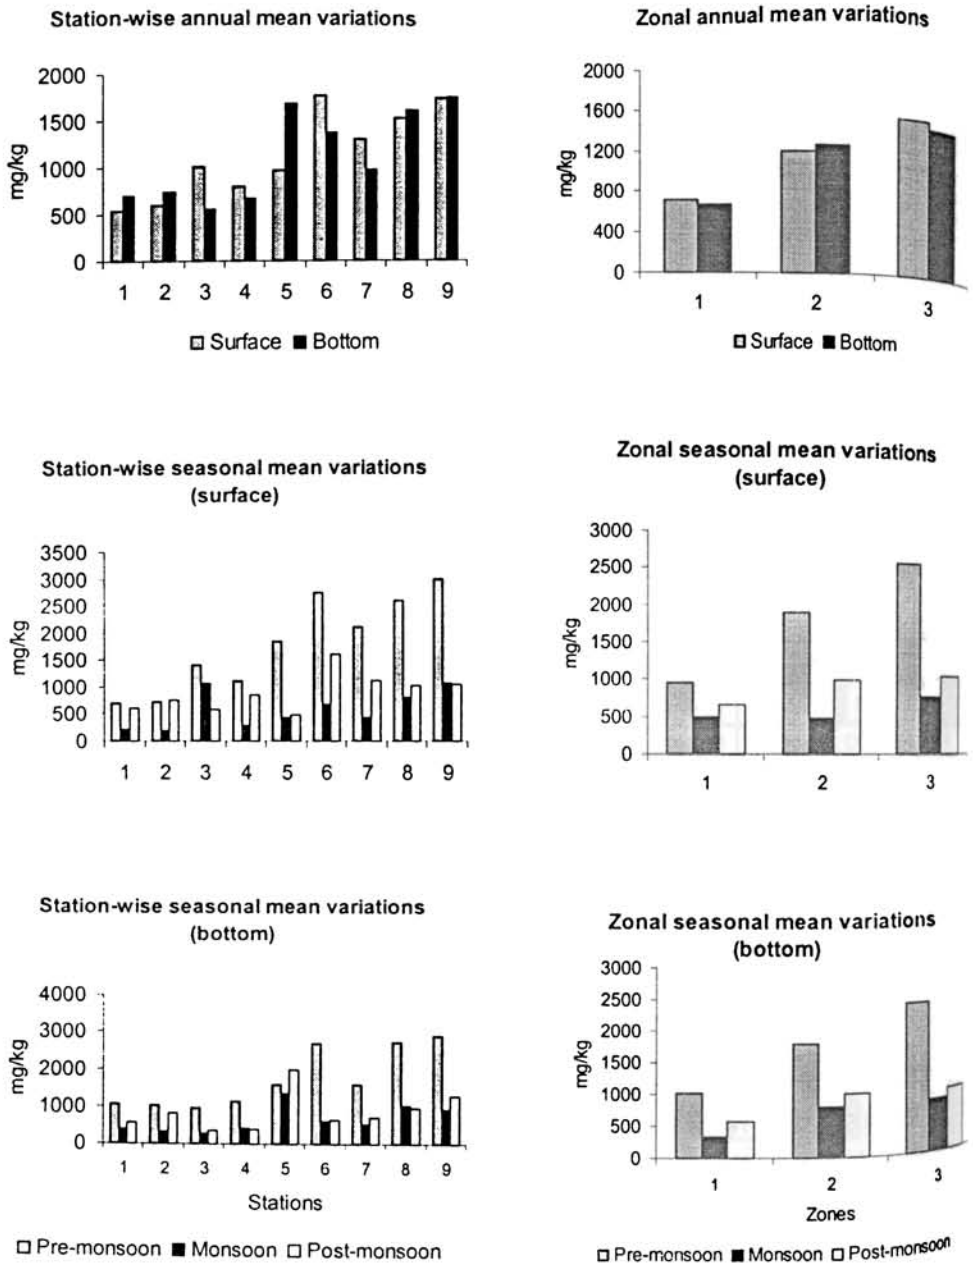 Station-wise annual mean variations
mg/kg
2000
1500
1000
500
0
1 2 3 4 5 6 7 8 9
Surface Bottom
Zonal annual mean variations
mg/kg
2000
1600
1200
800
400
0
1 2 3
Surface Bottom
Station-wise seasonal mean variations
(surface)
mg/kg
3500
3000
2500
2000
1500
1000
500
0
1 2 3 4 5 6 7 8 9
Zonal seasonal mean variations
(surface)
mg/kg
3000
2500
2000
1500
1000
500
0
1 2 3
Station-wise seasonal mean variations
(bottom)
mg/kg
4000
3000
2000
1000
0
1 2 3 4 5 6 7 8 9
Stations
Pre-monsoon Monsoon Post-monsoon
Zonal seasonal mean variations
(bottom)
mg/kg
3000
2500
2000
1500
1000
500
0
1 2 3
Zones
Pre-monsoon Monsoon Post-monsoon